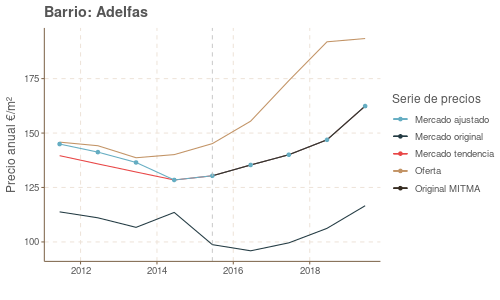 Barrio: Adelfas
Precio anual €/m²
175
150
125
100
2012
2014
2016
2018
Serie de precios
Mercado ajustado
Mercado original
Mercado tendencia
Oferta
Original MITMA